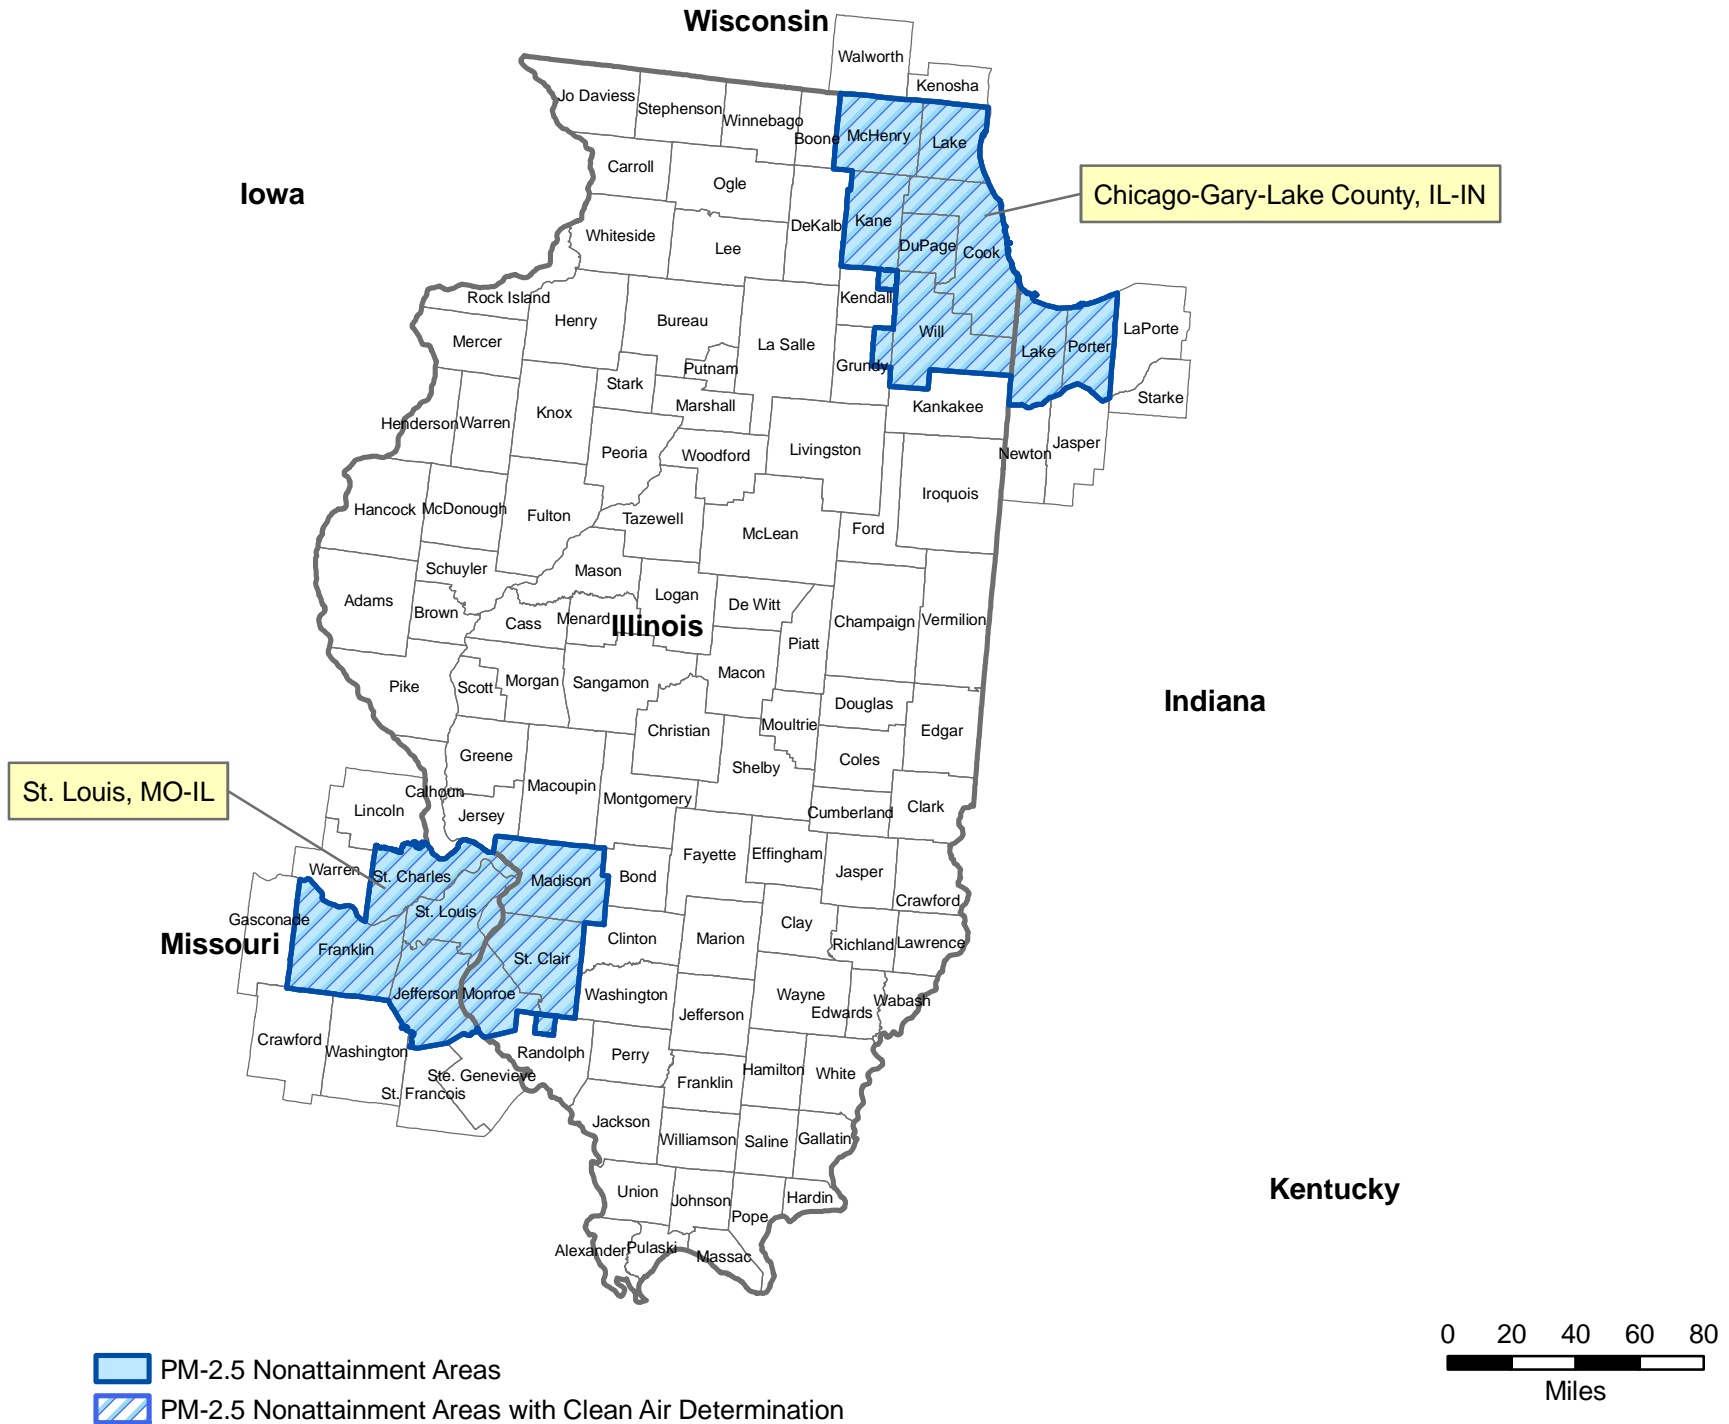 Wisconsin
Walworth
Kenosha
Jo Daviess
Stephenson
Winnebago
Boone
McHenry
Lake
Carroll
Ogle
Iowa
Chicago-Gary-Lake County, IL-IN
Whiteside
Lee
DeKalb
Kane
DuPage
Cook
Rock Island
Henry
Bureau
Kendall
Mercer
La Salle
Will
LaPorte
Putnam
Grundy
Lake
Porter
Stark
Marshall
Kankakee
Starke
Henderson
Warren
Knox
Peoria
Woodford
Livingston
Newton
Jasper
Iroquois
Hancock
McDonough
Fulton
Tazewell
McLean
Ford
Schuyler
Mason
Adams
Brown
Cass
Menard
Logan
De Witt
Illinois
Champaign
Vermilion
Piatt
Pike
Scott
Morgan
Sangamon
Macon
Douglas
Indiana
Christian
Moultrie
Edgar
Greene
Coles
Shelby
St. Louis, MO-IL
Lincoln
Calhoun
Jersey
Macoupin
Montgomery
Cumberland
Clark
Warren
St. Charles
Madison
Bond
Fayette
Effingham
Jasper
Crawford
Gasconade
St. Louis
Missouri
Franklin
St. Clair
Clinton
Marion
Clay
Richland
Lawrence
Jefferson
Monroe
Washington
Jefferson
Wayne
Edwards
Wabash
Crawford
Washington
Randolph
Perry
Franklin
Hamilton
White
Ste. Genevieve
St. Francois
Jackson
Williamson
Saline
Gallatin
Union
Johnson
Pope
Hardin
Kentucky
Alexander
Pulaski
Massac
0 20 40 60 80
Miles
PM-2.5 Nonattainment Areas
PM-2.5 Nonattainment Areas with Clean Air Determination